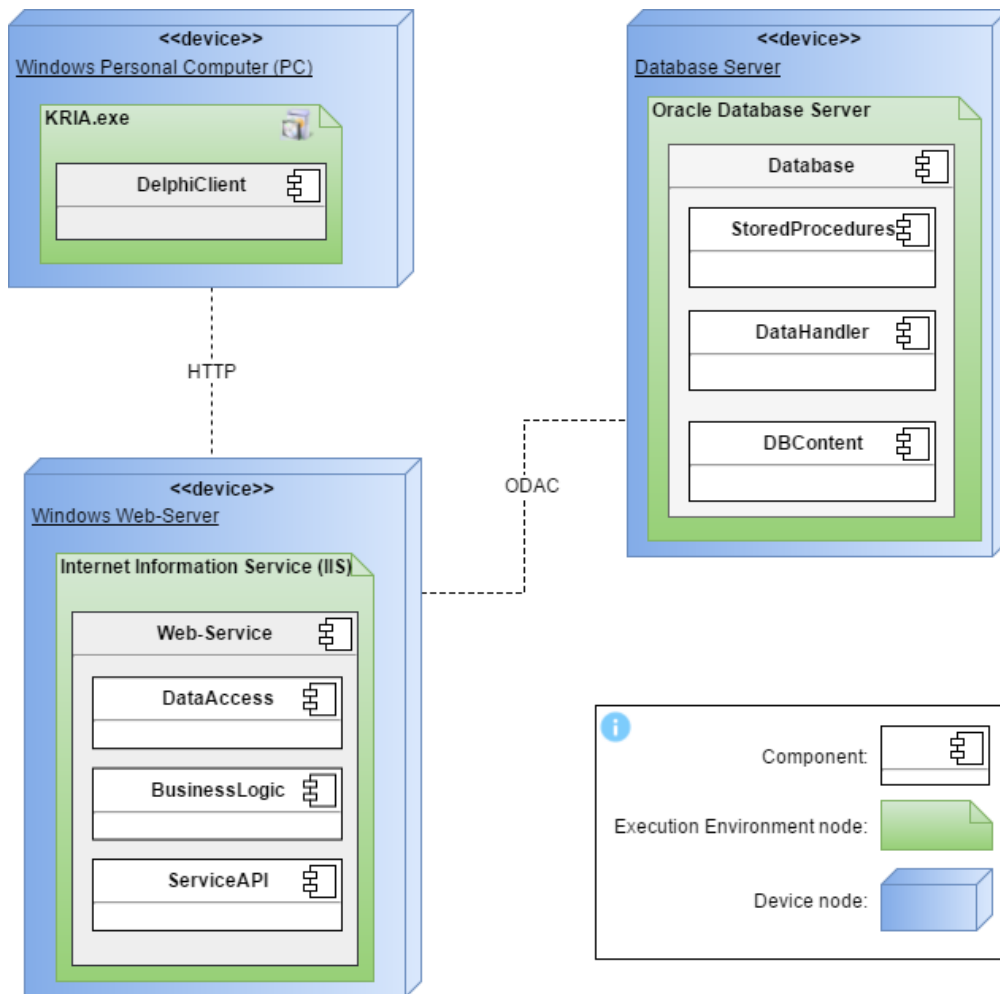 <<device>>
Windows Personal Computer (PC)
KRIA.exe
DelphiClient
HTTP
<<device>>
Windows Web-Server
Internet Information Service (IIS)
Web-Service
DataAccess
BusinessLogic
ServiceAPI
ODAC
<<device>>
Database Server
Oracle Database Server
Database
StoredProcedures
DataHandler
DBContent
i
Component:
Execution Environment node:
Device node: